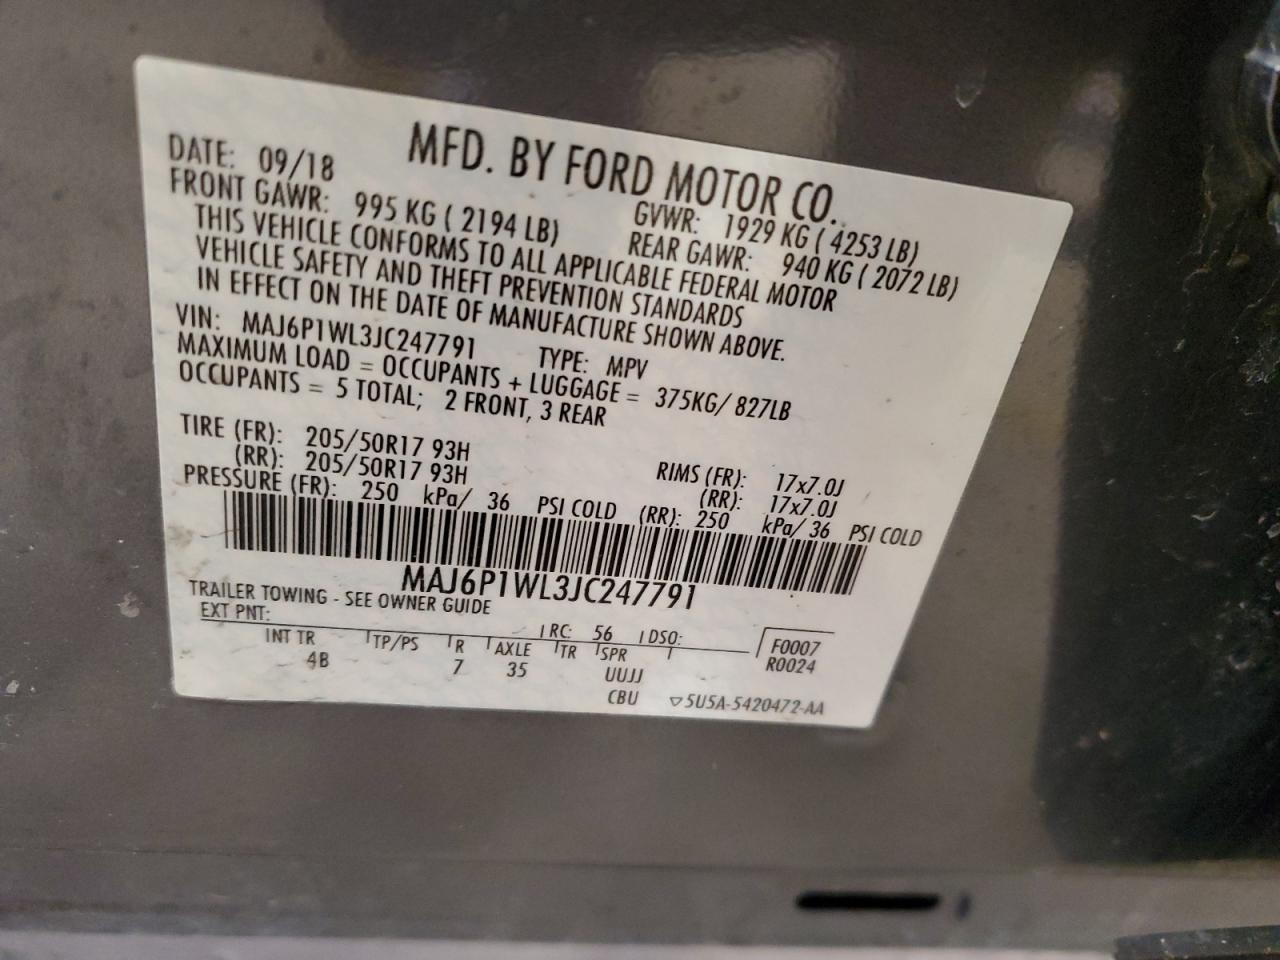 MFD. BY FORD MOTOR CO.
DATE: 09/18 GVWR: 1929 KG ( 4253 LB)
FRONT GAWR: 995 KG ( 2194 LB) REAR GAWR: 940 KG ( 2072 LB)
THIS VEHICLE CONFORMS TO ALL APPLICABLE FEDERAL MOTOR
VEHICLE SAFETY AND THEFT PREVENTION STANDARDS
IN EFFECT ON THE DATE OF MANUFACTURE SHOWN ABOVE.
VIN: MAJ6P1WL3JC247791 TYPE: MPV
MAXIMUM LOAD = OCCUPANTS + LUGGAGE = 375KG/ 827LB
OCCUPANTS = 5 TOTAL; 2 FRONT, 3 REAR
TIRE (FR): 205/50R17 93H RIMS (FR): 17x7.0J
(RR): 205/50R17 93H (RR): 17x7.0J
PRESSURE (FR): 250 kPa/ 36 PSI COLD (RR): 250 kPa/ 36 PSI COLD
MAJ6P1WL3JC247791
TRAILER TOWING - SEE OWNER GUIDE
EXT PNT: RC: 56 DSO: F0007
R0024
INT TR TP/PS R AXLE TR SPR
4B 7 35 UUJJ
CBU ▽5U5A-5420472-AA